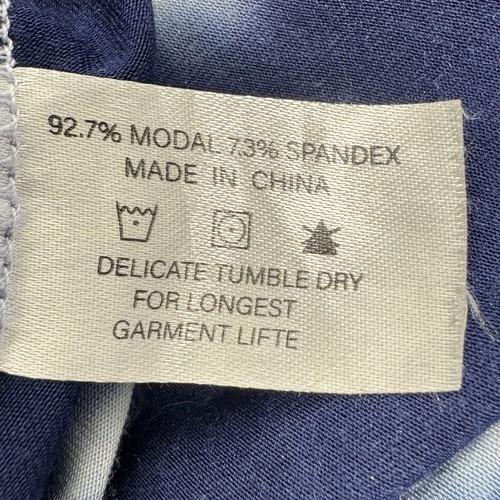 92.7% MODAL 7.3% SPANDEX
MADE IN CHINA
DELICATE TUMBLE DRY
FOR LONGEST
GARMENT LIFTE